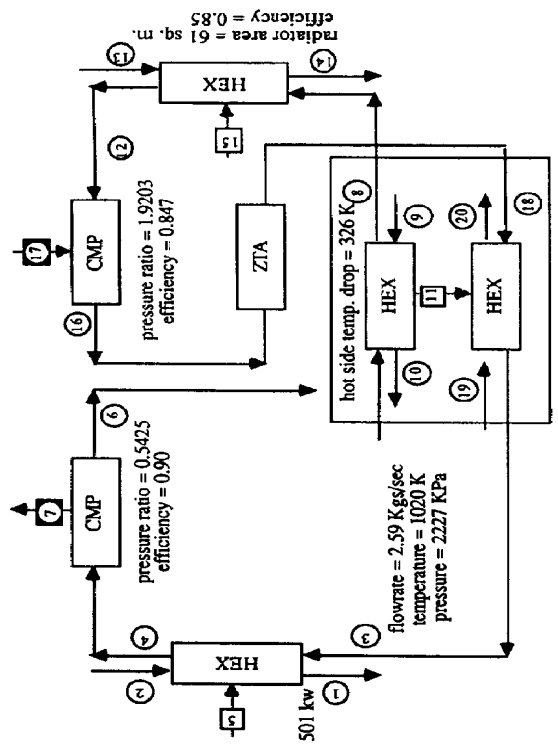 radiator area = 61 sq. m.
efficiency = 0.85
13
HEX
14
15
12
17
CMP
16
pressure ratio = 1.9203
efficiency = 0.847
ZTA
8
18
hot side temp. drop = 326 K
9
20
HEX
11
HEX
10
19
7
CMP
6
pressure ratio = 0.5425
efficiency = 0.90
4
2
HEX
5
1
501 kw
3
flowrate = 2.59 Kgs/sec
temperature = 1020 K
pressure = 2227 KPa